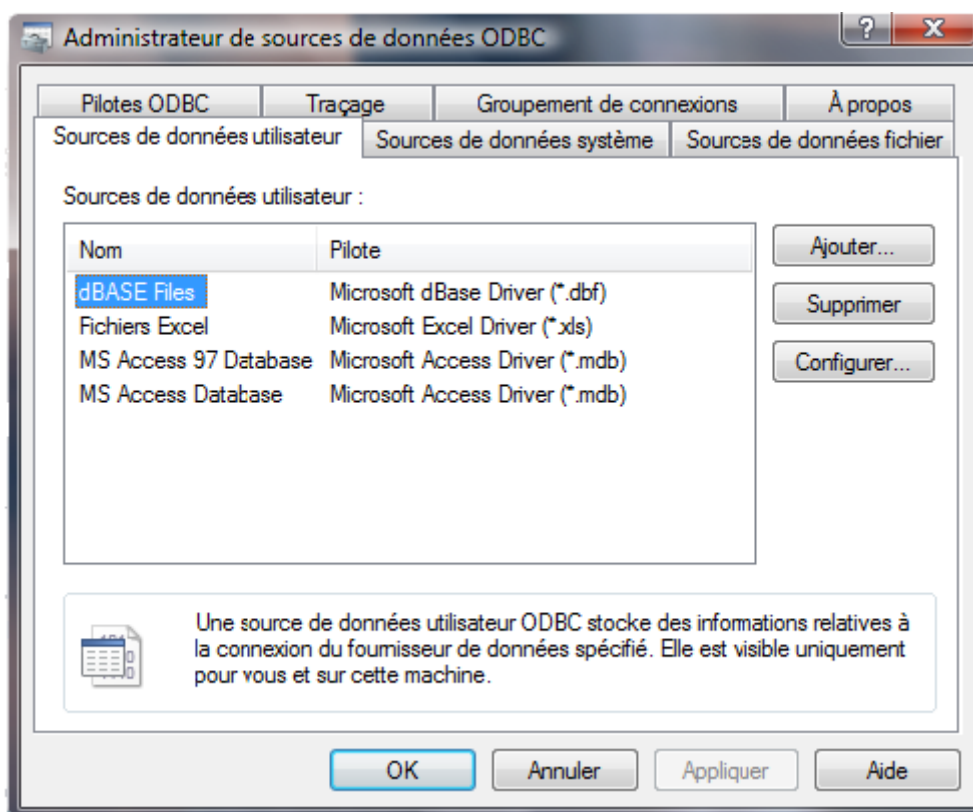 Administrateur de sources de données ODBC
Pilotes ODBC Traçage Groupement de connexions À propos
Sources de données utilisateur Sources de données système Sources de données fichier
Sources de données utilisateur :
Nom Pilote
dBASE Files Microsoft dBase Driver (*.dbf)
Fichiers Excel Microsoft Excel Driver (*.xls)
MS Access 97 Database Microsoft Access Driver (*.mdb)
MS Access Database Microsoft Access Driver (*.mdb)
Ajouter...
Supprimer
Configurer...
Une source de données utilisateur ODBC stocke des informations relatives à
la connexion du fournisseur de données spécifié. Elle est visible uniquement
pour vous et sur cette machine.
OK Annuler Appliquer Aide